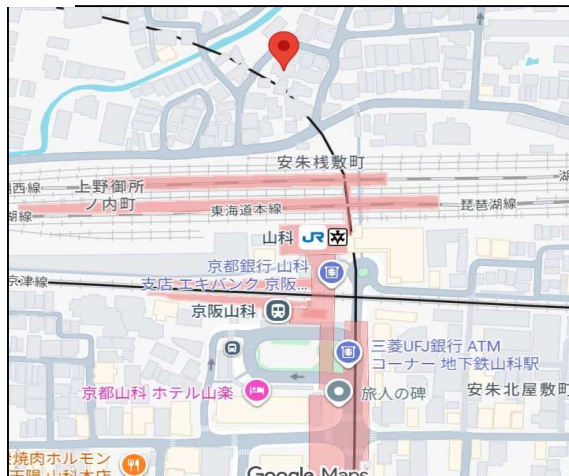 安朱桟敷町
上野御所
ノ内町
西線
湖線
東海道本線
琵琶湖線
山科
JR
京都銀行 山科
支店 エキバンク 京阪...
京津線
京阪山科
三菱UFJ銀行 ATM
コーナー 地下鉄山科駅
京都山科 ホテル山楽
旅人の碑
安朱北屋敷町
焼肉ホルモン
山科本店
Google Maps